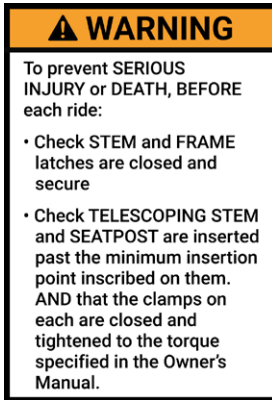 WARNING
To prevent SERIOUS
INJURY or DEATH, BEFORE
each ride:
• Check STEM and FRAME
latches are closed and
secure
• Check TELESCOPING STEM
and SEATPOST are inserted
past the minimum insertion
point inscribed on them.
AND that the clamps on
each are closed and
tightened to the torque
specified in the Owner's
Manual.